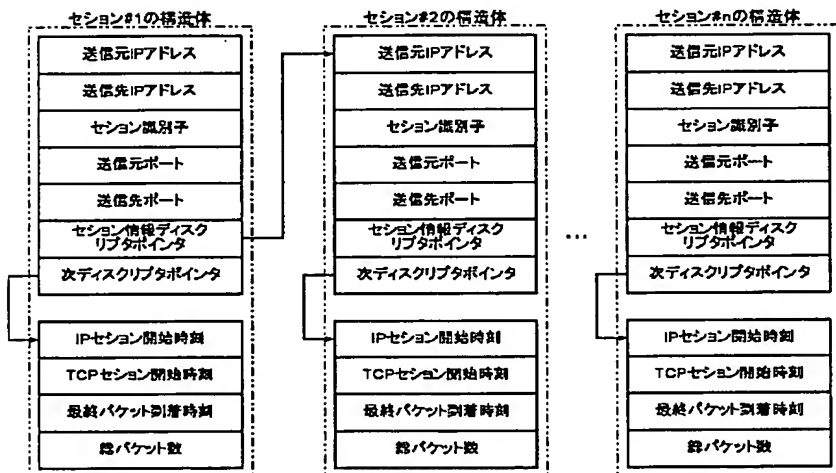 セション#1の構造体
送信元IPアドレス
送信先IPアドレス
セション識別子
送信元ポート
送信先ポート
セション情報ディスク
リプタポインタ
次ディスクリプタポインタ
IPセション開始時刻
TCPセション開始時刻
最終パケット到着時刻
総パケット数
セション#2の構造体
送信元IPアドレス
送信先IPアドレス
セション識別子
送信元ポート
送信先ポート
セション情報ディスク
リプタポインタ
次ディスクリプタポインタ
IPセション開始時刻
TCPセション開始時刻
最終パケット到着時刻
総パケット数
…
セション#nの構造体
送信元IPアドレス
送信先IPアドレス
セション識別子
送信元ポート
送信先ポート
セション情報ディスク
リプタポインタ
次ディスクリプタポインタ
IPセション開始時刻
TCPセション開始時刻
最終パケット到着時刻
総パケット数